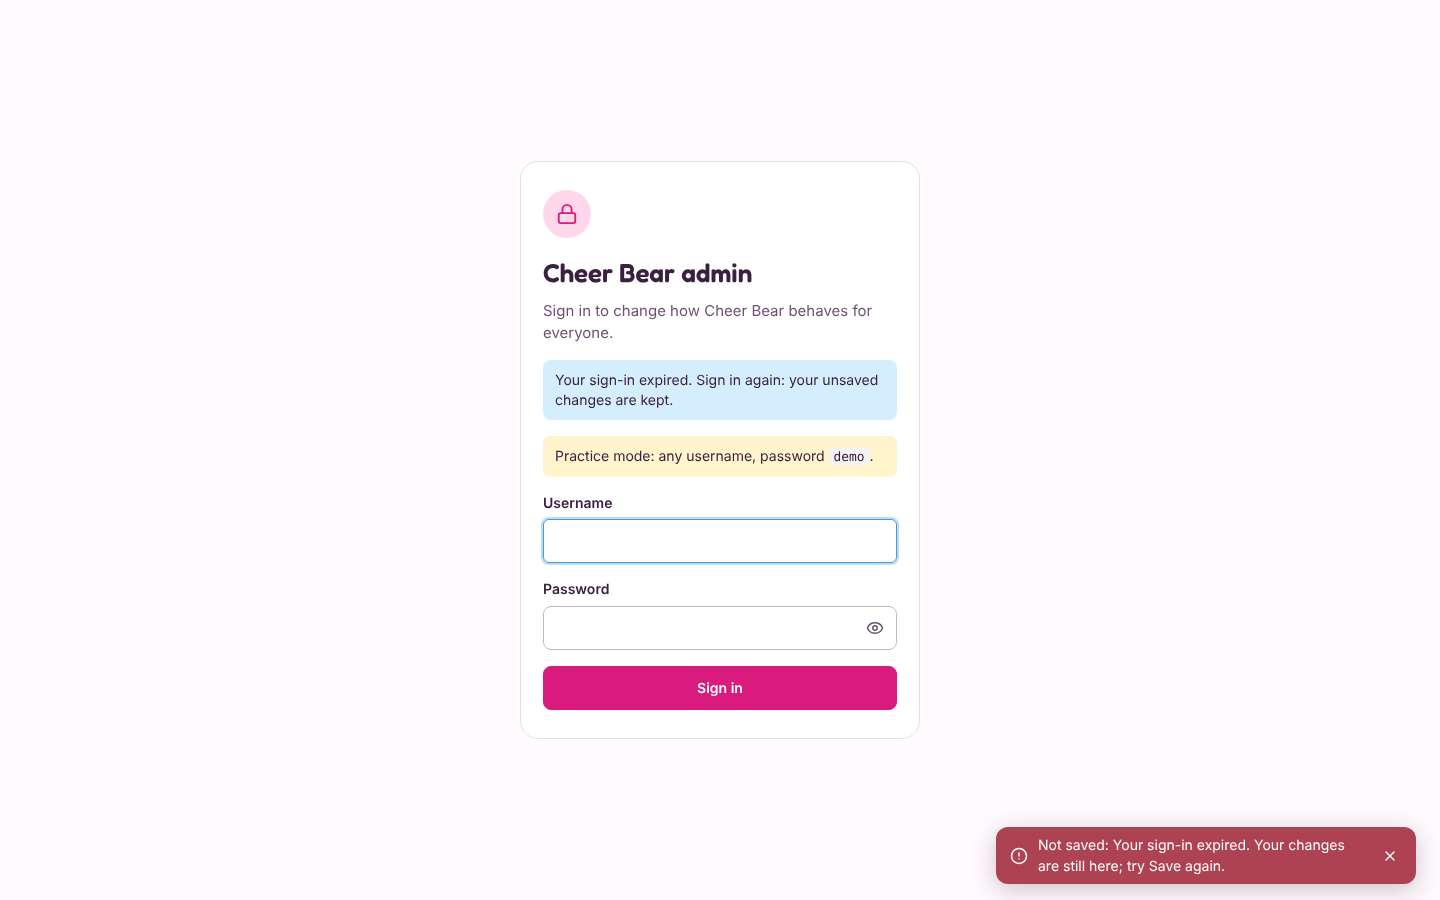 Cheer Bear admin
Sign in to change how Cheer Bear behaves for
everyone.
Your sign-in expired. Sign in again: your unsaved
changes are kept.
Practice mode: any username, password demo.
Username
Password
Sign in
Not saved: Your sign-in expired. Your changes
are still here; try Save again.